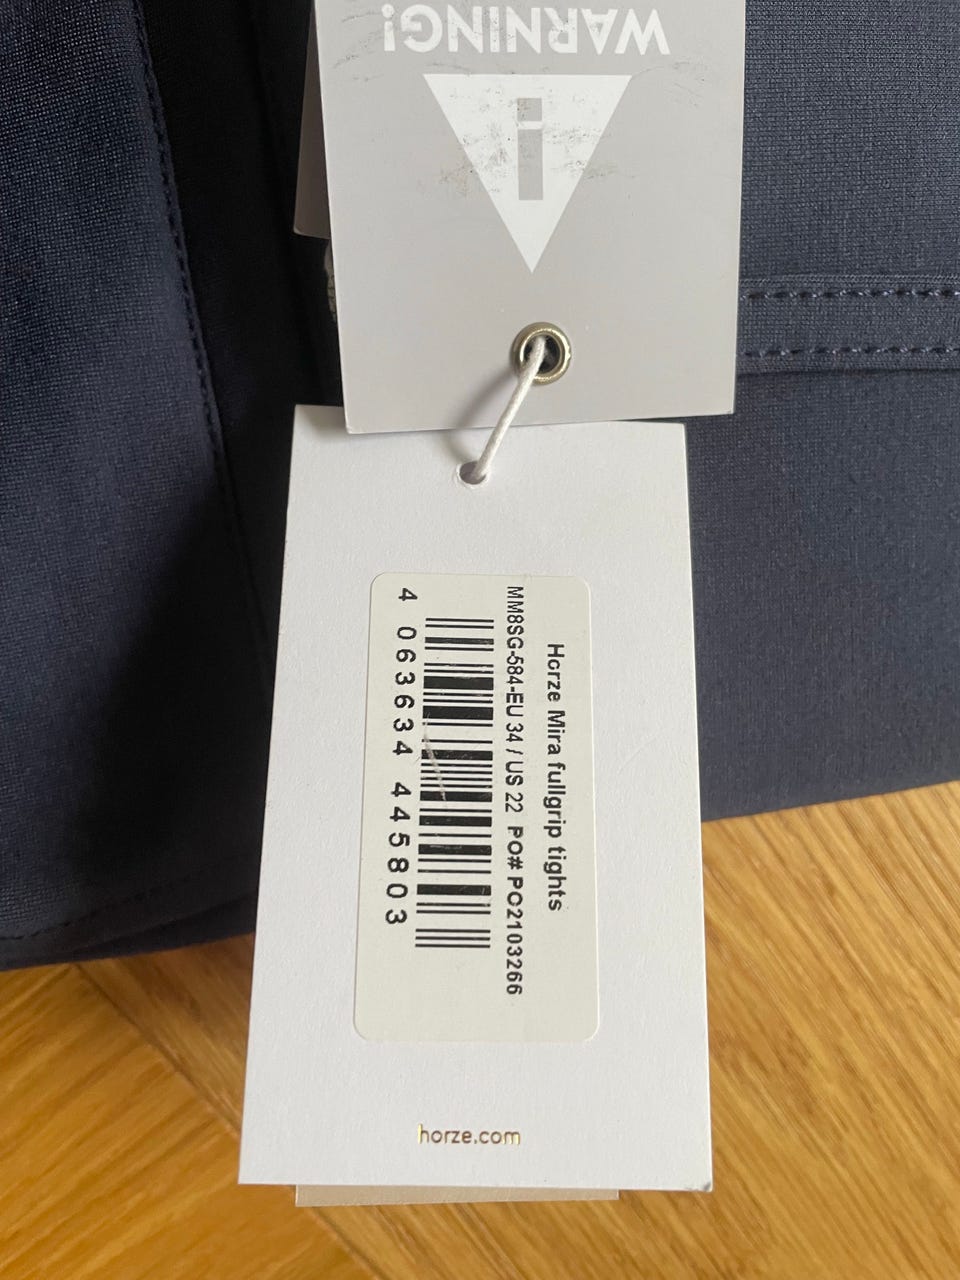 WARNING!
i
Horze Mira fullgrip tights
MM8SG-584-EU 34 / US 22 PO# PO2103266
4 063634 445803
horze.com